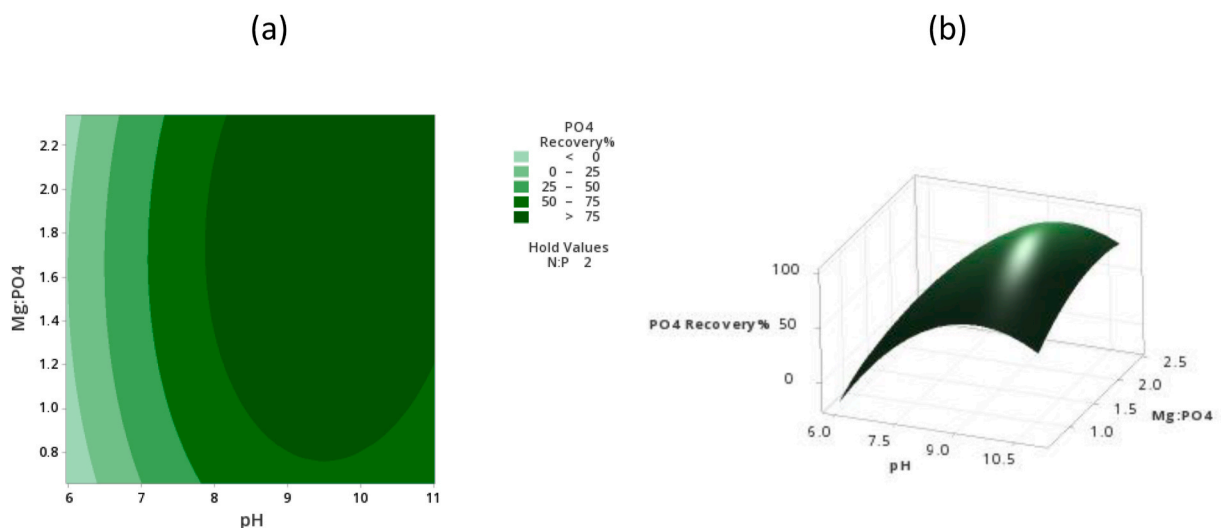 (a)
(b)
2.2
2.0
1.8
1.6
1.4
1.2
1.0
0.8
Mg:PO4
6 7 8 9 10 11
pH
PO4
Recovery%
< 0
0 – 25
25 – 50
50 – 75
> 75
Hold Values
N:P 2
100
PO4 Recovery% 50
0
6.0
7.5
9.0
10.5
pH
1.0
1.5
2.0
2.5
Mg:PO4